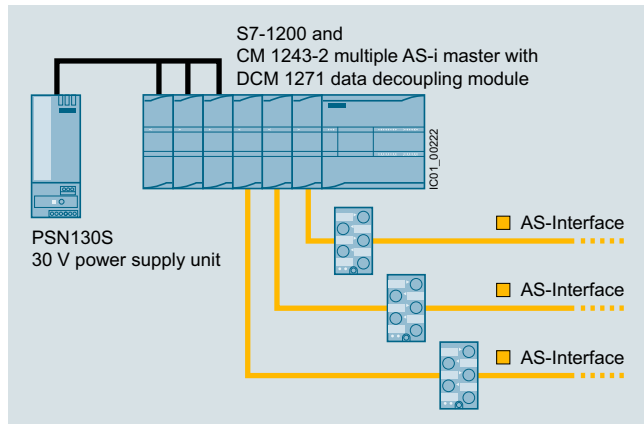 S7-1200 and
CM 1243-2 multiple AS-i master with
DCM 1271 data decoupling module
IC01_00222
PSN130S
30 V power supply unit
AS-Interface
AS-Interface
AS-Interface